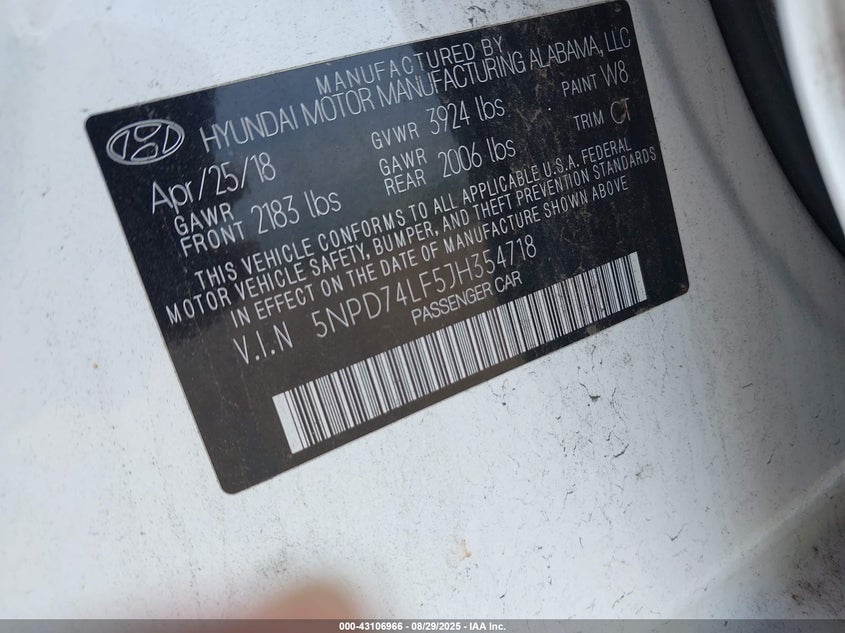 MANUFACTURED BY
HYUNDAI MOTOR MANUFACTURING ALABAMA, LLC
Apr/25/18 GVWR 3924 lbs PAINT W8
GAWR FRONT 2183 lbs GAWR REAR 2006 lbs TRIM CT
THIS VEHICLE CONFORMS TO ALL APPLICABLE U.S.A. FEDERAL
MOTOR VEHICLE SAFETY, BUMPER, AND THEFT PREVENTION STANDARDS
IN EFFECT ON THE DATE OF MANUFACTURE SHOWN ABOVE
V.I.N 5NPD74LF5JH354718
PASSENGER CAR
000-43106966 - 08/29/2025 - IAA Inc.